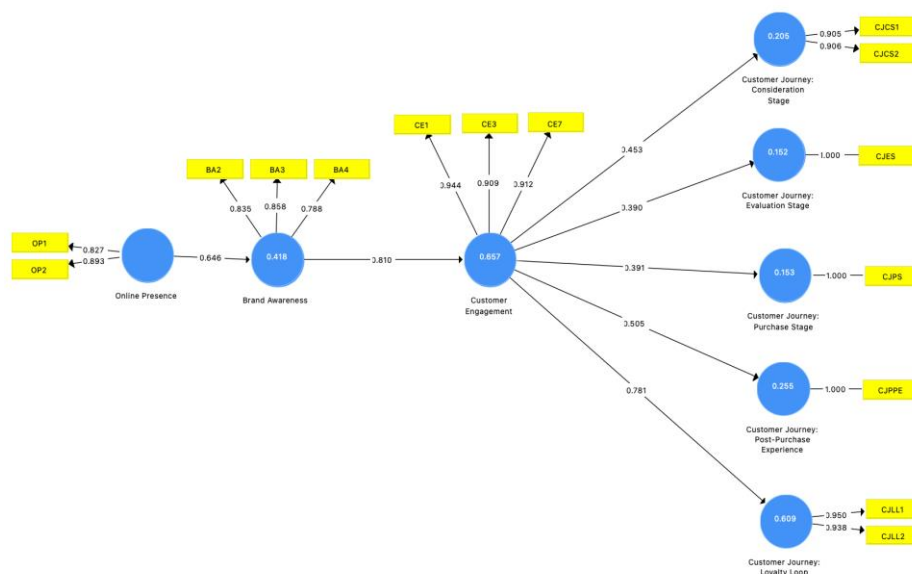 0.205
0.905
0.906
CJCS1
CJCS2
Customer Journey:
Consideration
Stage
CE1
CE3
CE7
0.944
0.909
0.912
0.453
BA2
BA3
BA4
0.835
0.858
0.788
0.152
1.000
CJES
Customer Journey:
Evaluation Stage
0.390
OP1
OP2
0.827
0.893
Online Presence
0.646
0.418
Brand Awareness
0.810
0.657
Customer
Engagement
0.391
0.153
1.000
CJPS
Customer Journey:
Purchase Stage
0.505
0.255
1.000
CJPPE
Customer Journey:
Post-Purchase
Experience
0.781
0.609
0.950
0.938
CJLL1
CJLL2
Customer Journey:
Loyalty Loop